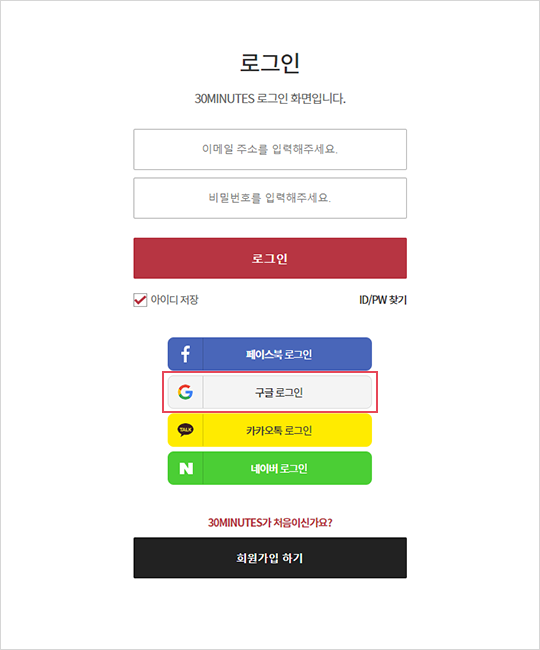 로그인
30MINUTES 로그인 화면입니다.
이메일 주소를 입력해주세요.
비밀번호를 입력해주세요.
로그인
아이디 저장 ID/PW 찾기
f 페이스북 로그인
G 구글 로그인
TALK 카카오톡 로그인
N 네이버 로그인
30MINUTES가 처음이신가요?
회원가입 하기